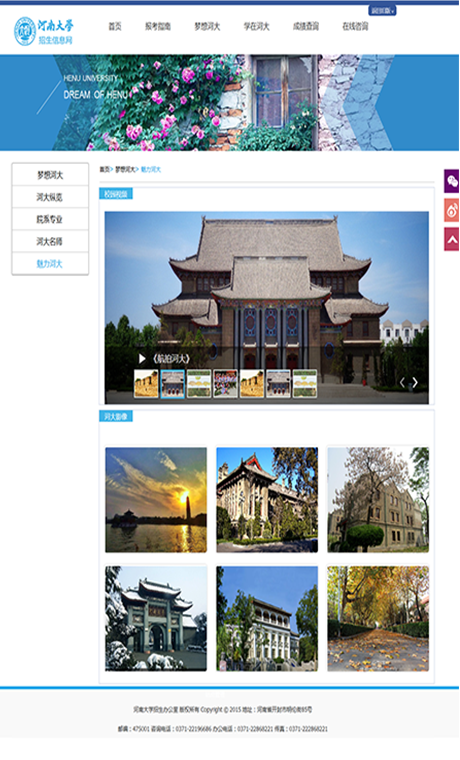 返回旧版
河南大學
招生信息网
首页 报考指南 梦想河大 学在河大 成绩查询 在线咨询
HENU UNIVERSITY
DREAM OF HENU
梦想河大
河大纵览
院系专业
河大名师
魅力河大
首页> 梦想河大> 魅力河大
校园视频
《航拍河大》
河大影像
河南大学招生办公室 版权所有 Copyright © 2015 地址：河南省开封市明伦街85号
邮编：475001 咨询电话：0371-22196686 办公电话：0371-22868221 传真：0371-222868221